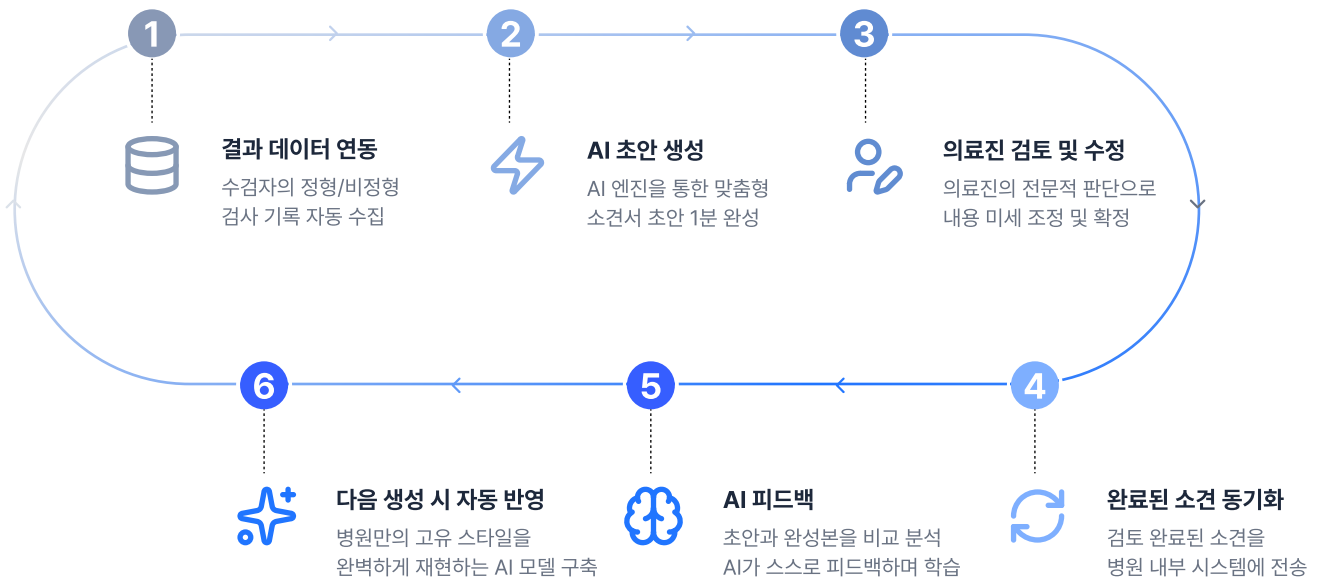 1
결과 데이터 연동
수검자의 정형/비정형
검사 기록 자동 수집
2
AI 초안 생성
AI 엔진을 통한 맞춤형
소견서 초안 1분 완성
3
의료진 검토 및 수정
의료진의 전문적 판단으로
내용 미세 조정 및 확정
4
완료된 소견 동기화
검토 완료된 소견을
병원 내부 시스템에 전송
5
AI 피드백
초안과 완성본을 비교 분석
AI가 스스로 피드백하며 학습
6
다음 생성 시 자동 반영
병원만의 고유 스타일을
완벽하게 재현하는 AI 모델 구축